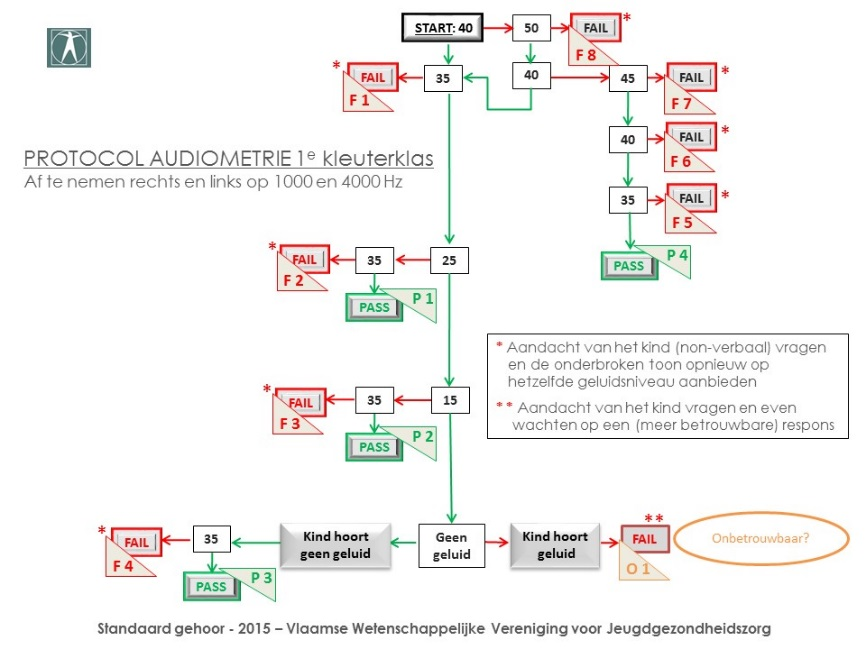 START: 40
50
FAIL *
F 8
* FAIL
F 1
35
40
45
FAIL *
F 7
PROTOCOL AUDIOMETRIE 1e kleuterklas
Af te nemen rechts en links op 1000 en 4000 Hz
40
FAIL *
F 6
35
FAIL *
F 5
* FAIL
F 2
35
25
PASS
P 4
PASS
P 1
* Aandacht van het kind (non-verbaal) vragen
en de onderbroken toon opnieuw op
hetzelfde geluidsniveau aanbieden
** Aandacht van het kind vragen en even
wachten op een (meer betrouwbare) respons
* FAIL
F 3
35
15
PASS
P 2
* FAIL
F 4
35
Kind hoort
geen geluid
Geen
geluid
Kind hoort
geluid
** FAIL
O 1
Onbetrouwbaar?
PASS
P 3
Standaard gehoor - 2015 – Vlaamse Wetenschappelijke Vereniging voor Jeugdgezondheidszorg